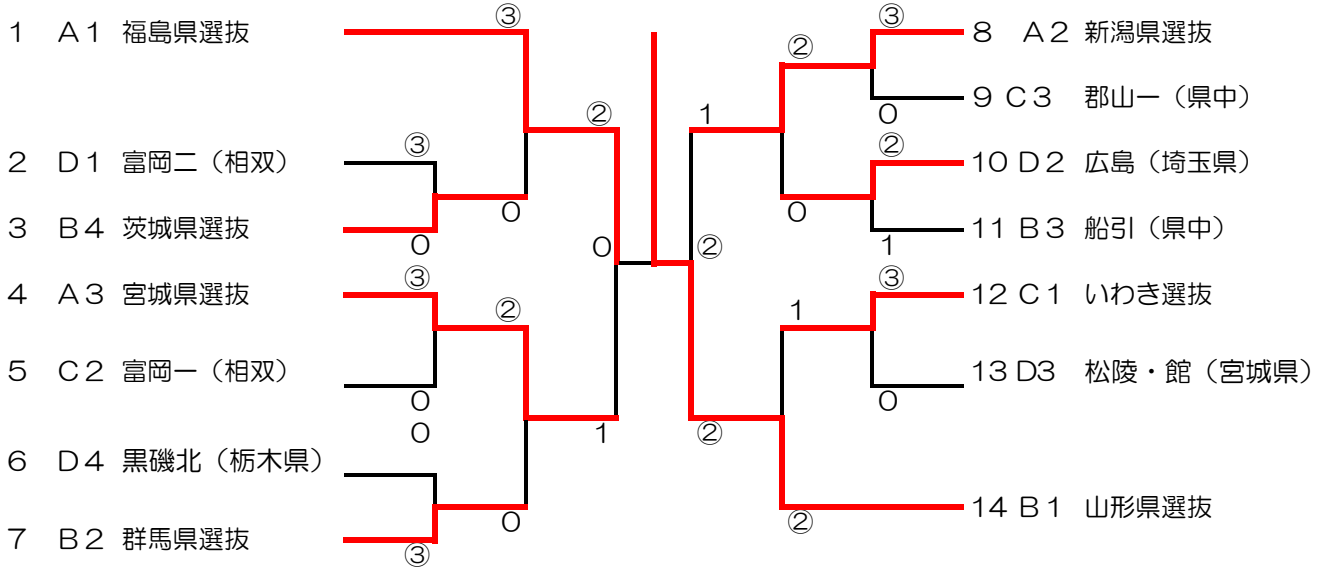 1 A1 福島県選抜
③
②
③
2 D1 富岡二（相双）
0
3 B4 茨城県選抜
0
0
4 A3 宮城県選抜
③
②
5 C2 富岡一（相双）
0
0
1
6 D4 黒磯北（栃木県）
0
7 B2 群馬県選抜
③
③
8 A2 新潟県選抜
②
9 C3 郡山一（県中）
0
1
②
10 D2 広島（埼玉県）
0
11 B3 船引（県中）
1
②
③
12 C1 いわき選抜
1
13 D3 松陵・館（宮城県）
0
②
14 B1 山形県選抜
②